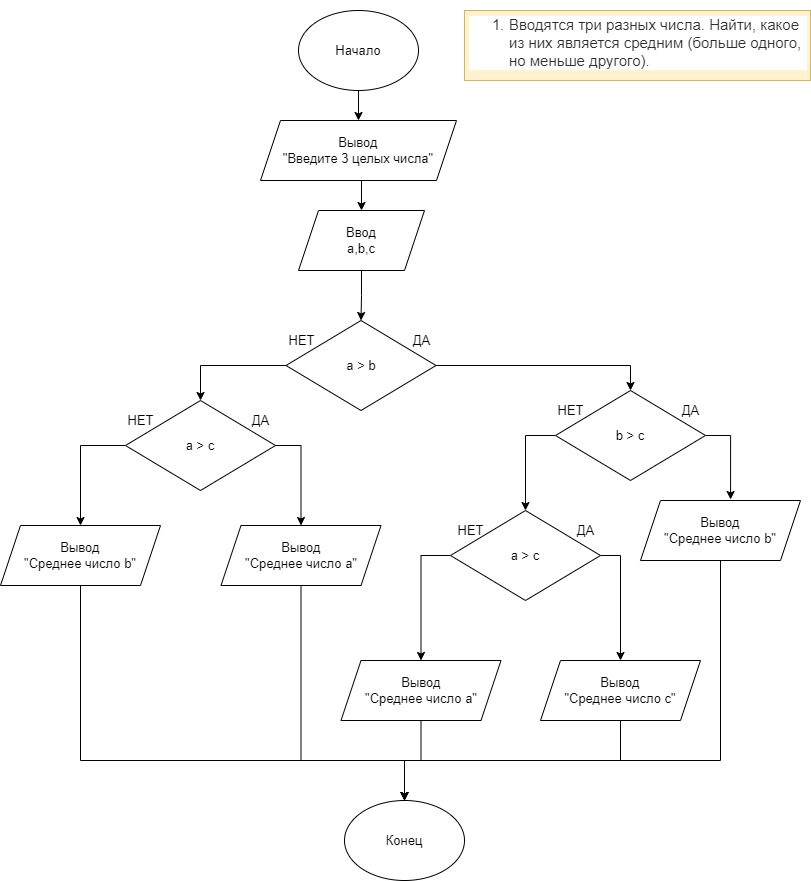 1. Вводятся три разных числа. Найти, какое
из них является средним (больше одного,
но меньше другого).
Начало
Вывод
"Введите 3 целых числа"
Ввод
a,b,c
НЕТ
ДА
a > b
НЕТ
ДА
a > c
НЕТ
ДА
b > c
Вывод
"Среднее число b"
Вывод
"Среднее число a"
НЕТ
ДА
a > c
Вывод
"Среднее число b"
Вывод
"Среднее число a"
Вывод
"Среднее число c"
Конец